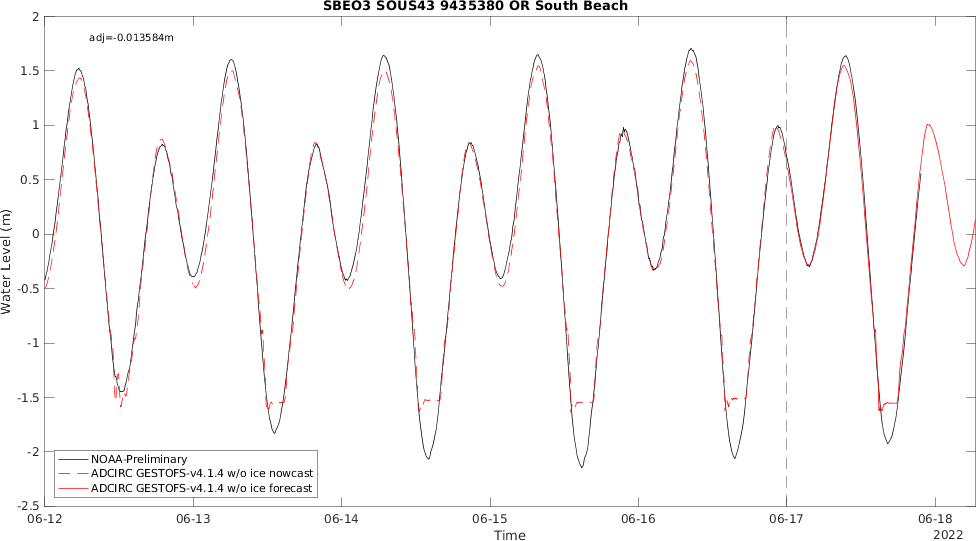 SBEO3 SOUS43 9435380 OR South Beach
adj=-0.013584m
2
1.5
1
0.5
0
-0.5
-1
-1.5
-2
-2.5
Water Level (m)
NOAA-Preliminary
ADCIRC GESTOFS-v4.1.4 w/o ice nowcast
ADCIRC GESTOFS-v4.1.4 w/o ice forecast
06-12 06-13 06-14 06-15 06-16 06-17 06-18
Time
2022